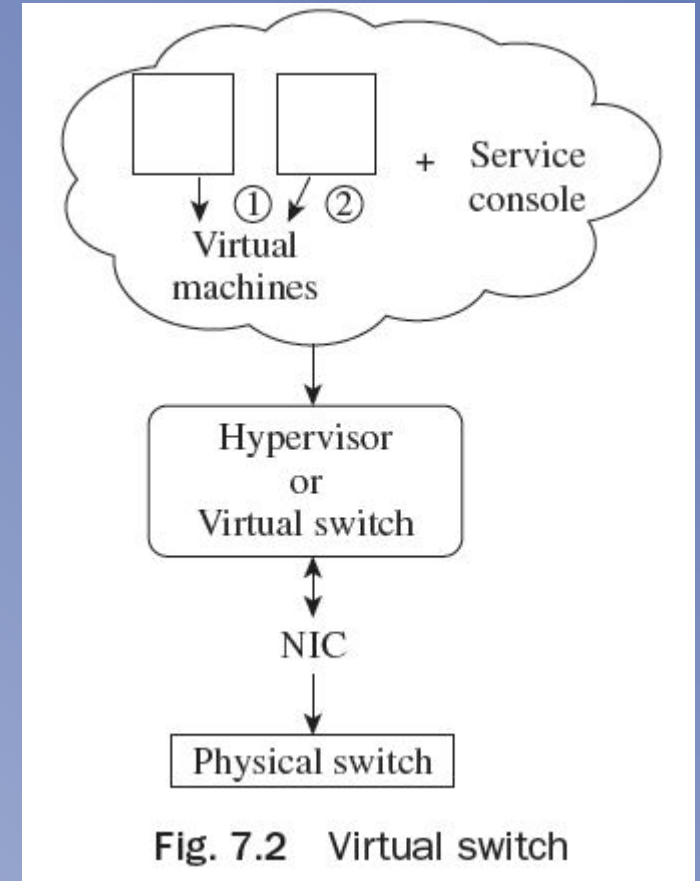 + Service
console
① ②
Virtual
machines
Hypervisor
or
Virtual switch
NIC
Physical switch
Fig. 7.2 Virtual switch